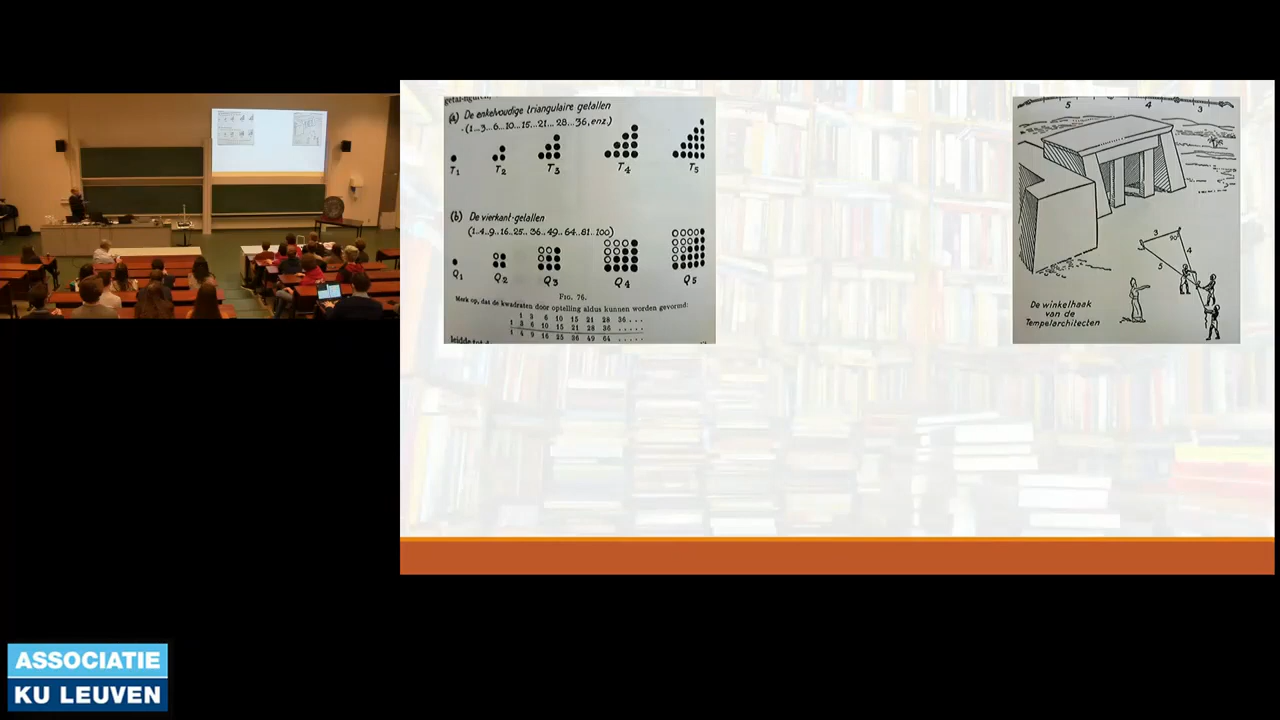 (a) De enkelvoudige triangulaire getallen
(1...3...6...10...15...21... 28... 36, enz.)
T1 T2 T3 T4 T5
(b) De vierkant-getallen
(1..4..9..16..25.. 36..49.. 64..81..100)
Q1 Q2 Q3 Q4 Q5
FIG. 76.
Merk op, dat de kwadraten door optelling aldus kunnen worden gevormd:
1 3 6 10 15 21 28 36 ....
1 3 6 10 15 21 28 36 .....
1 4 9 16 25 36 49 64 .....
5 4 3
3 90° 4
5
De winkelhaak
van de
Tempelarchitecten
ASSOCIATIE
KU LEUVEN